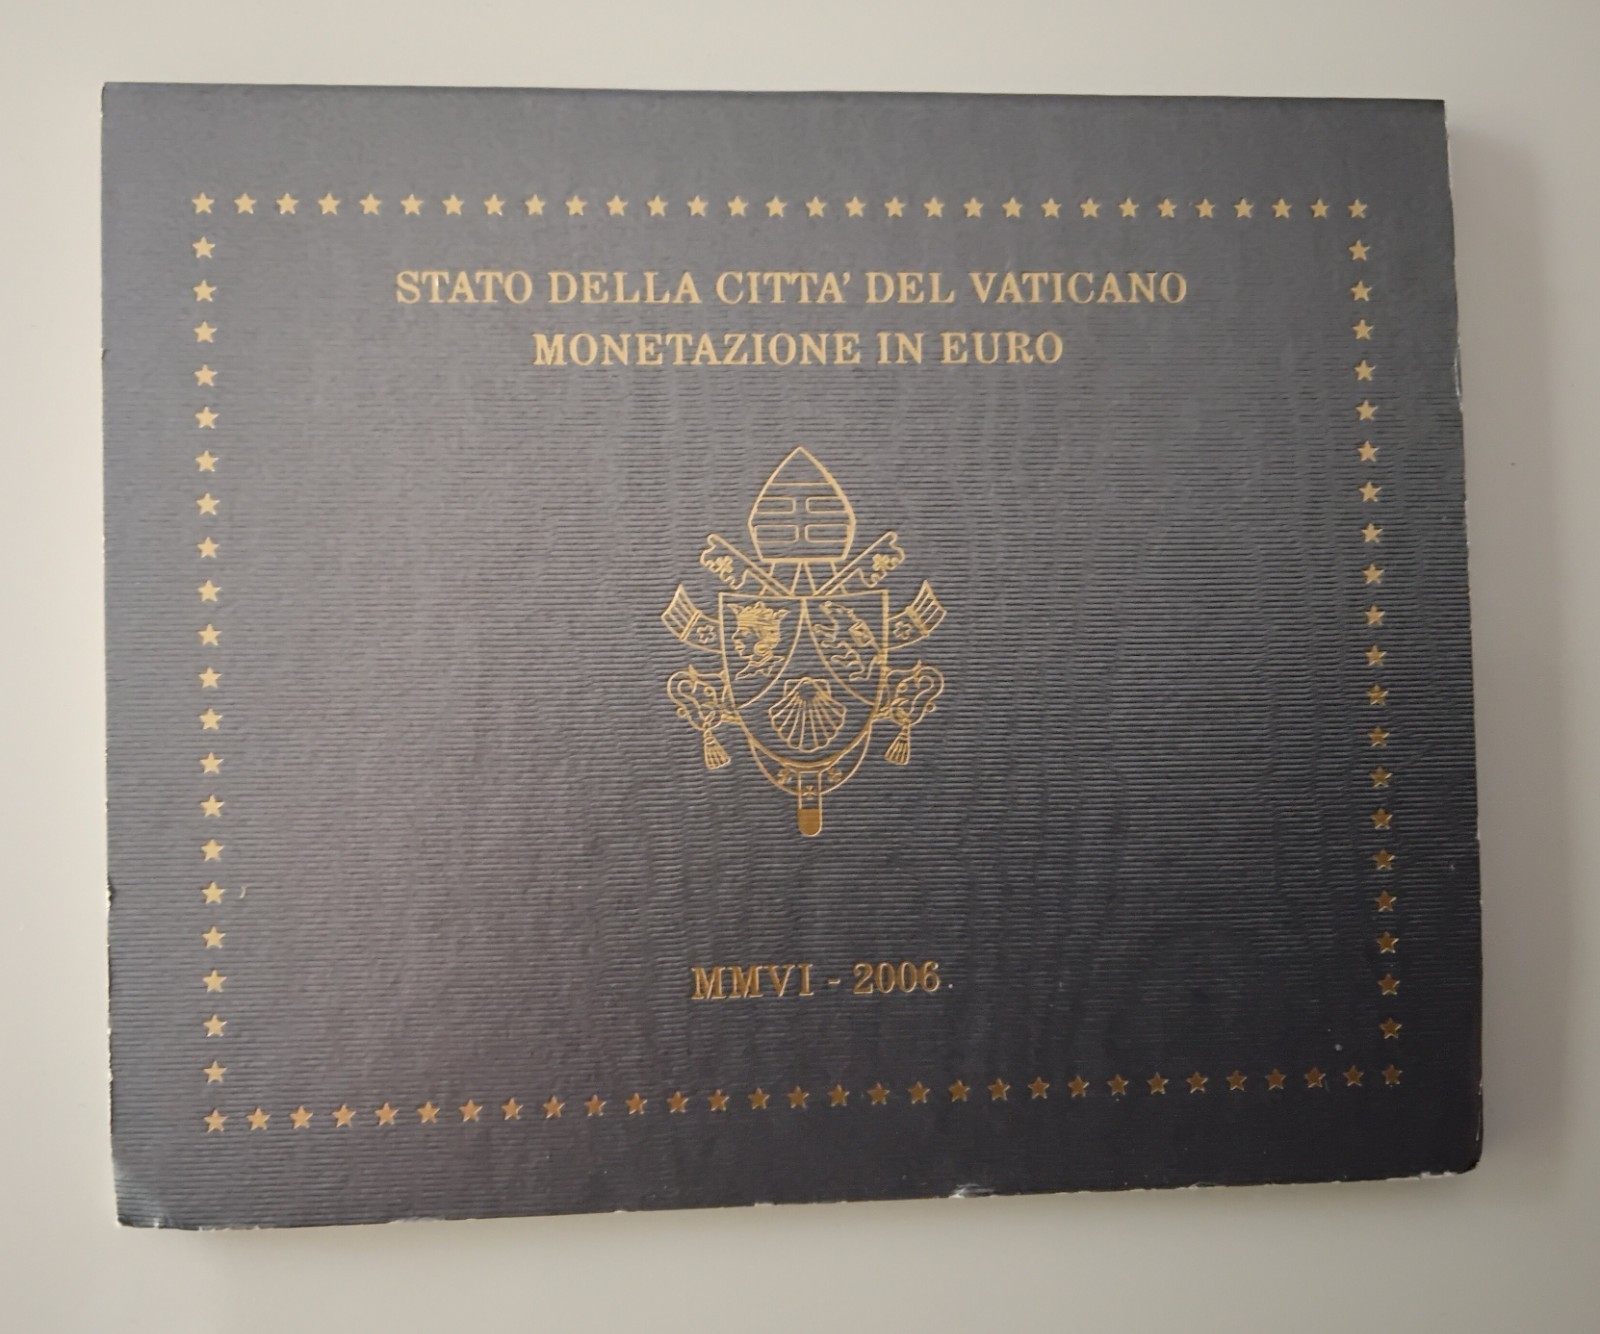 STATO DELLA CITTA' DEL VATICANO
MONETAZIONE IN EURO
MMVI - 2006